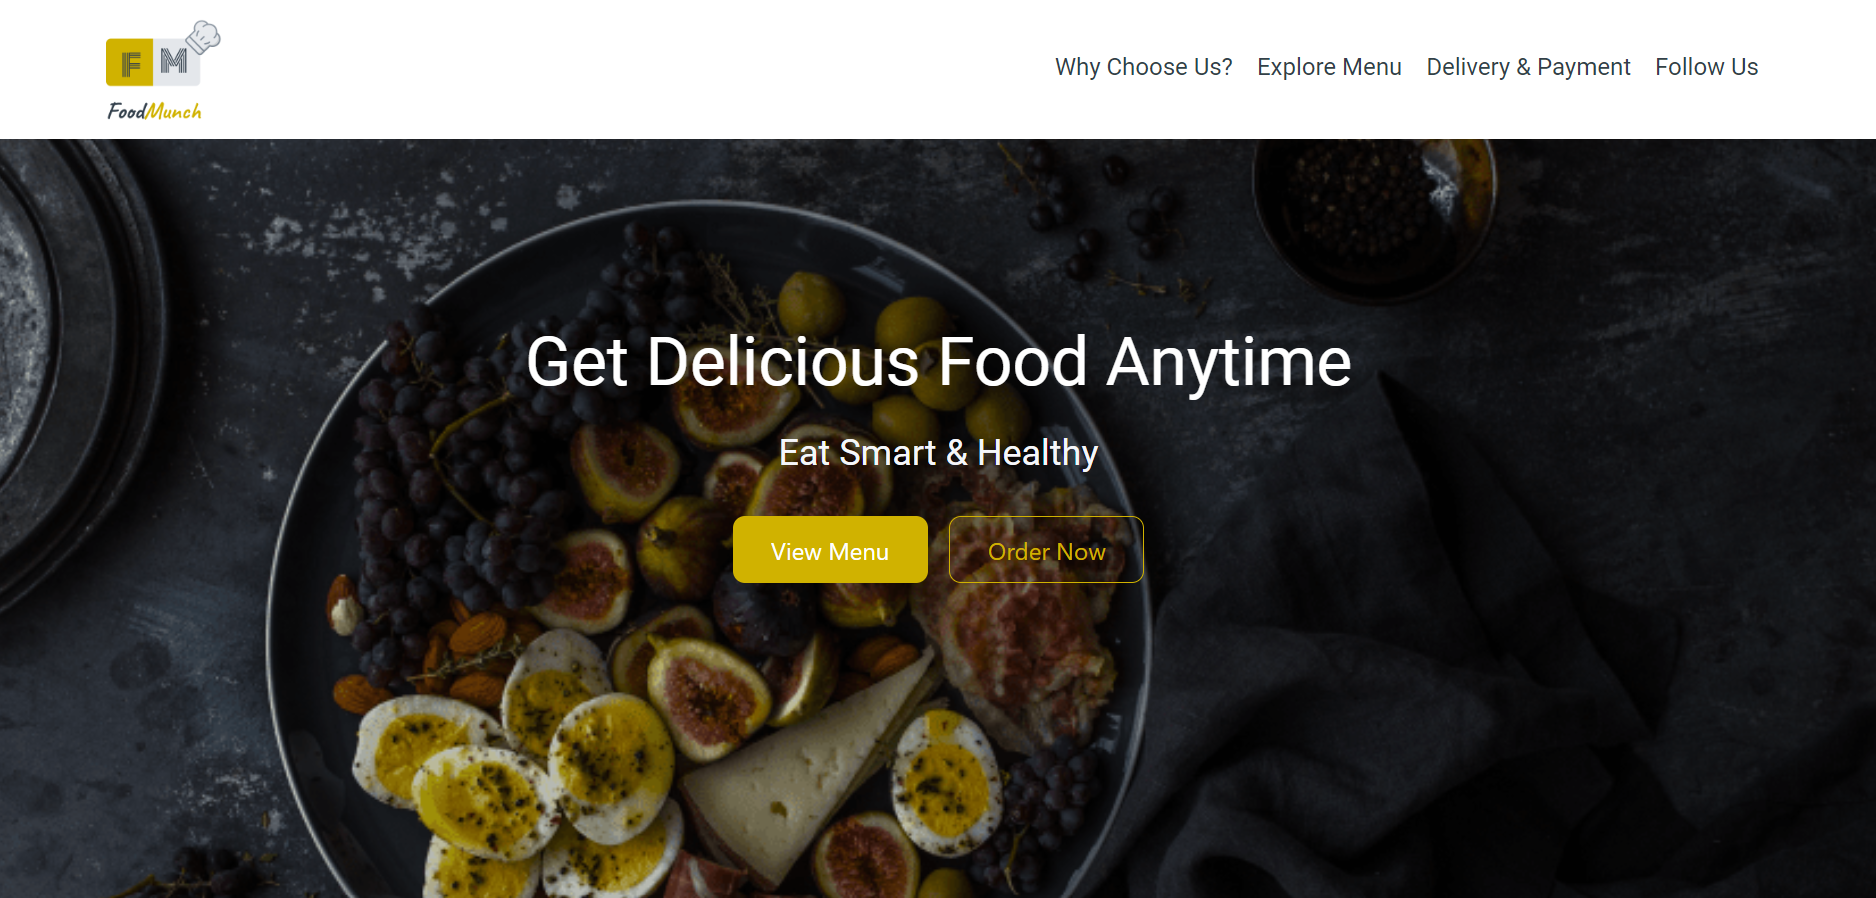 FM
FoodMunch
Why Choose Us? Explore Menu Delivery & Payment Follow Us
Get Delicious Food Anytime
Eat Smart & Healthy
View Menu Order Now